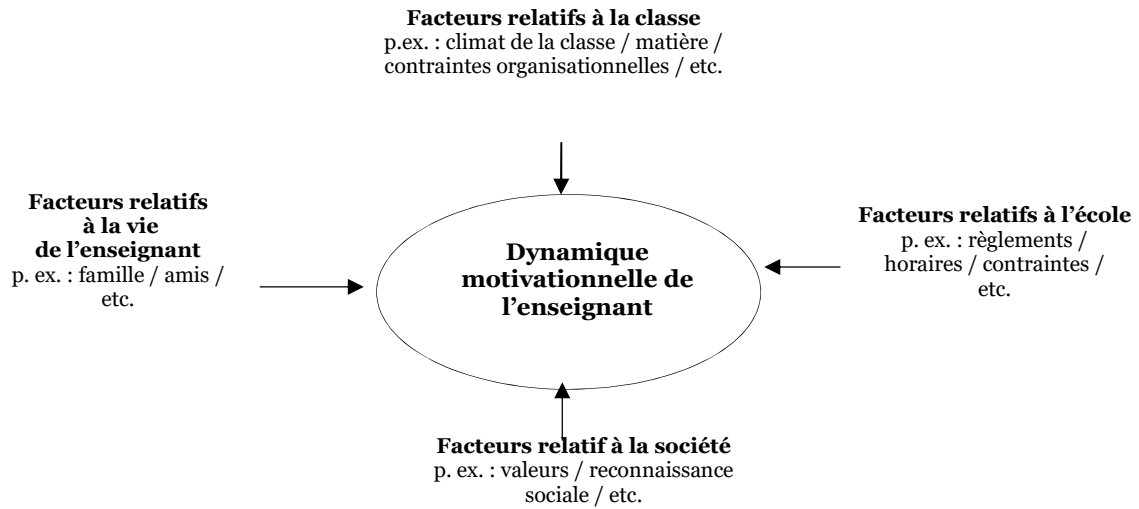 Facteurs relatifs à la classe
p.ex. : climat de la classe / matière /
contraintes organisationnelles / etc.
Facteurs relatifs
à la vie
de l'enseignant
p. ex. : famille / amis /
etc.
Dynamique
motivationnelle de
l'enseignant
Facteurs relatifs à l'école
p. ex. : règlements /
horaires / contraintes /
etc.
Facteurs relatif à la société
p. ex. : valeurs / reconnaissance
sociale / etc.